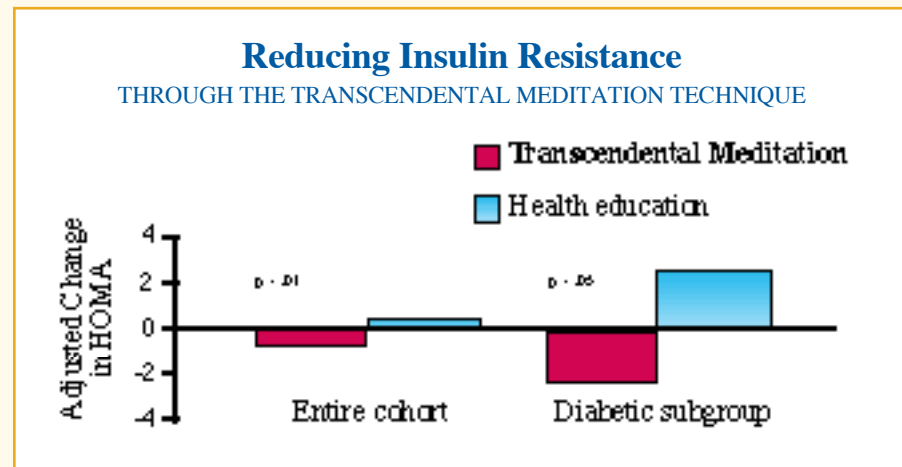 Reducing Insulin Resistance
THROUGH THE TRANSCENDENTAL MEDITATION TECHNIQUE
Transcendental Meditation
Health education
Adjusted Change
in HOMA
4
2
0
-2
-4
p - .01
Entire cohort
Diabetic subgroup